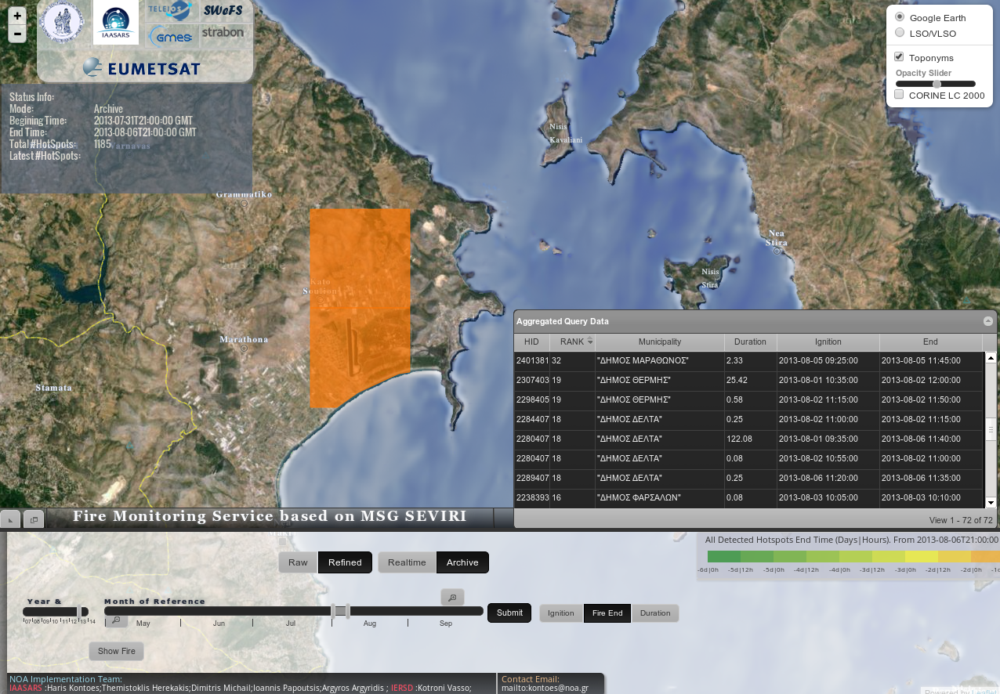 +
−
IAASARS
TELEIOS
SWeFS
Gmes
strabon
EUMETSAT
Google Earth
LSO/VLSO
Toponyms
Opacity Slider
CORINE LC 2000
Status Info:
Mode: Archive
Begining Time: 2013-07-31T21:00:00 GMT
End Time: 2013-08-06T21:00:00 GMT
Total #HotSpots: 1185
Latest #HotSpots:
Varnavas
Grammatiko
Kato
Soulion
Marathona
Stamata
Nisis
Kavaliani
Nea
Stira
Nisis
Stira
Aggregated Query Data
HID RANK Municipality Duration Ignition End
2401381 32 "ΔΗΜΟΣ ΜΑΡΑΘΩΝΟΣ" 2.33 2013-08-05 09:25:00 2013-08-05 11:45:00
2307403 19 "ΔΗΜΟΣ ΘΕΡΜΗΣ" 25.42 2013-08-01 10:35:00 2013-08-02 12:00:00
2298405 19 "ΔΗΜΟΣ ΘΕΡΜΗΣ" 0.58 2013-08-02 11:15:00 2013-08-02 11:50:00
2284407 18 "ΔΗΜΟΣ ΔΕΛΤΑ" 0.25 2013-08-02 11:00:00 2013-08-02 11:15:00
2280407 18 "ΔΗΜΟΣ ΔΕΛΤΑ" 122.08 2013-08-01 09:35:00 2013-08-06 11:40:00
2280407 18 "ΔΗΜΟΣ ΔΕΛΤΑ" 0.08 2013-08-02 10:55:00 2013-08-02 11:00:00
2289407 18 "ΔΗΜΟΣ ΔΕΛΤΑ" 0.25 2013-08-06 11:20:00 2013-08-06 11:35:00
2238393 16 "ΔΗΜΟΣ ΦΑΡΣΑΛΩΝ" 0.08 2013-08-03 10:05:00 2013-08-03 10:10:00
View 1 - 72 of 72
Fire Monitoring Service based on MSG SEVIRI
Raw Refined Realtime Archive
All Detected Hotspots End Time (Days|Hours). From 2013-08-06T21:00:00
-6d|0h -5d|12h -5d|0h -4d|12h -4d|0h -3d|12h -3d|0h -2d|12h -2d|0h
Year & Month of Reference
07 08 09 10 11 12 13 14
May Jun Jul Aug Sep
Submit Ignition Fire End Duration
Show Fire
NOA Implementation Team:
IAASARS :Haris Kontoes;Themistoklis Herekakis;Dimitris Michail;Ioannis Papoutsis;Argyros Argyridis ; IERSD :Kotroni Vasso;
Contact Email:
mailto:kontoes@noa.gr
Powered by Leaflet